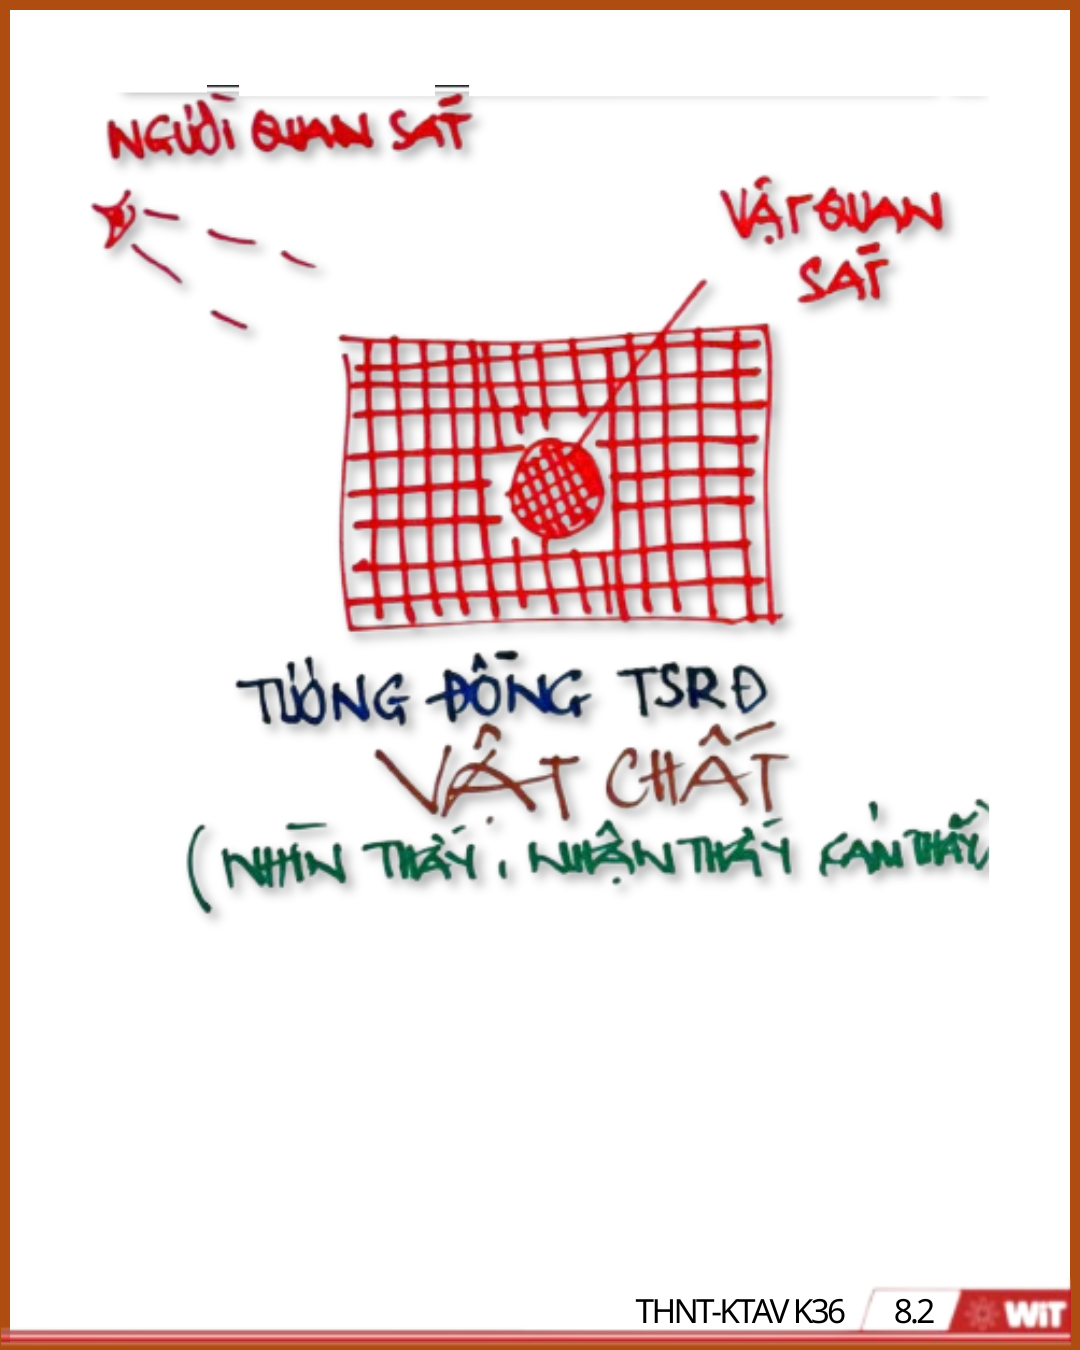 NGƯỜI QUAN SÁT
VẬT QUAN
SÁT
TƯƠNG ĐỒNG TSRĐ
VẬT CHẤT
(NHÌN THẤY, NHẬN THẤY CẢM THẤY)
THNT-KTAV K36 8.2 WiT